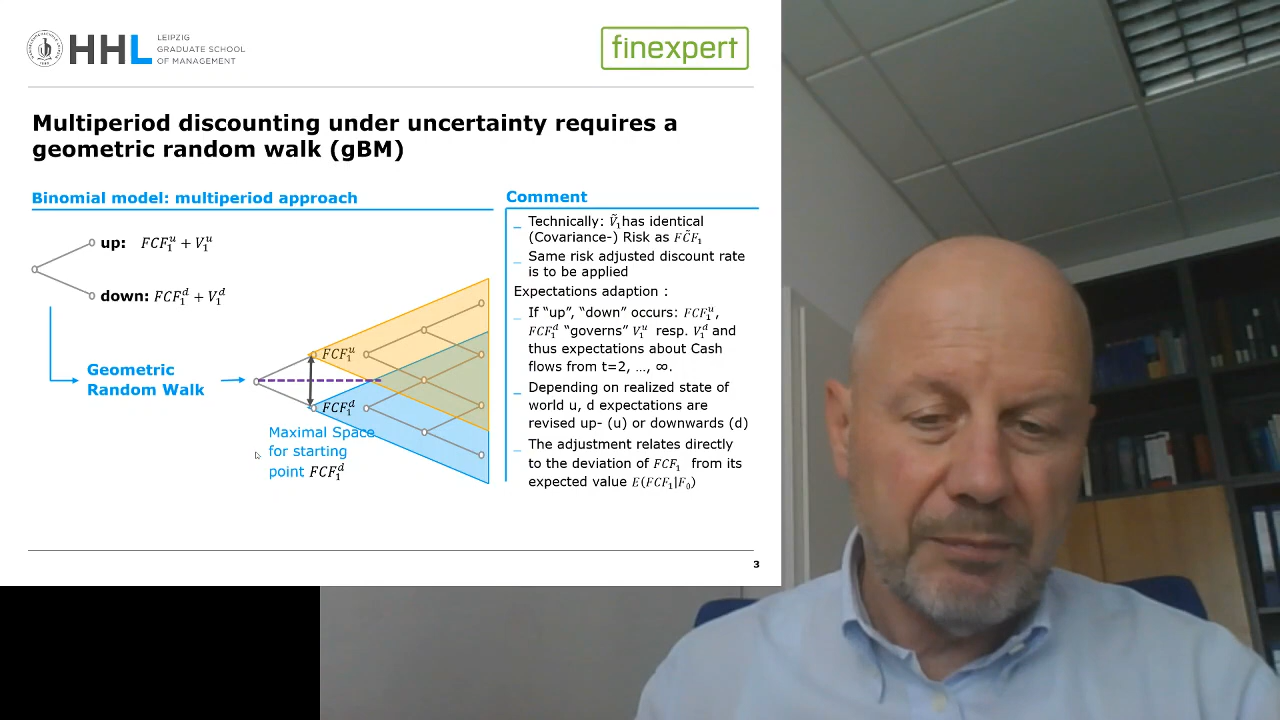 HHL
LEIPZIG
GRADUATE SCHOOL
OF MANAGEMENT
finexpert
Multiperiod discounting under uncertainty requires a
geometric random walk (gBM)
Binomial model: multiperiod approach
up: FCF₁ᵘ + V₁ᵘ
down: FCF₁ᵈ + V₁ᵈ
Geometric
Random Walk
FCF₁ᵘ
FCF₁ᵈ
Maximal Space
for starting
point FCF₁ᵈ
Comment
– Technically: Ṽ₁has identical
(Covariance-) Risk as FC̃F₁
– Same risk adjusted discount rate
is to be applied
Expectations adaption :
– If “up”, “down” occurs: FCF₁ᵘ,
FCF₁ᵈ “governs” V₁ᵘ resp. V₁ᵈ and
thus expectations about Cash
flows from t=2, …, ∞.
– Depending on realized state of
world u, d expectations are
revised up- (u) or downwards (d)
– The adjustment relates directly
to the deviation of FCF₁ from its
expected value E(FCF₁|F₀)
3